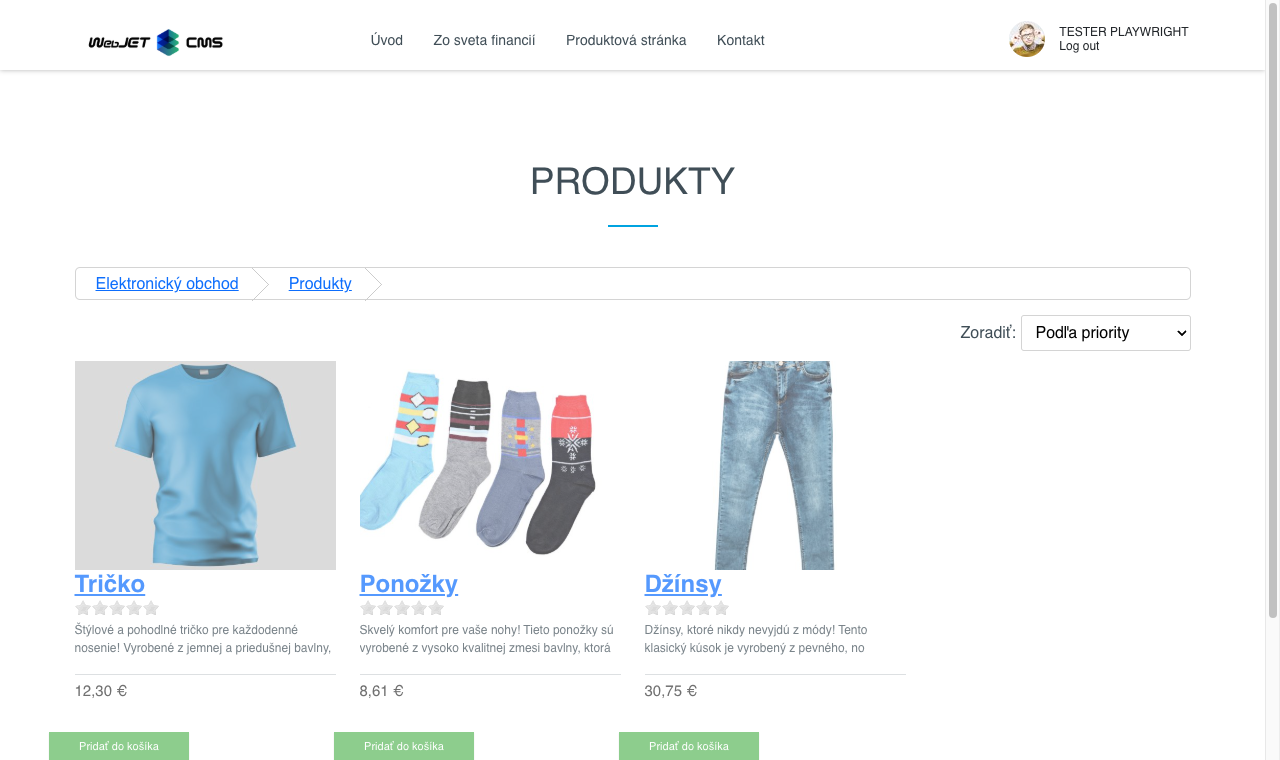 WebJET CMS
Úvod
Zo sveta financií
Produktová stránka
Kontakt
TESTER PLAYWRIGHT
Log out
PRODUKTY
Elektronický obchod
Produkty
Zoradiť: Podľa priority
Tričko
Štýlové a pohodlné tričko pre každodenné
nosenie! Vyrobené z jemnej a priedušnej bavlny,
12,30 €
Pridať do košíka
Ponožky
Skvelý komfort pre vaše nohy! Tieto ponožky sú
vyrobené z vysoko kvalitnej zmesi bavlny, ktorá
8,61 €
Pridať do košíka
Džínsy
Džínsy, ktoré nikdy nevyjdú z módy! Tento
klasický kúsok je vyrobený z pevného, no
30,75 €
Pridať do košíka